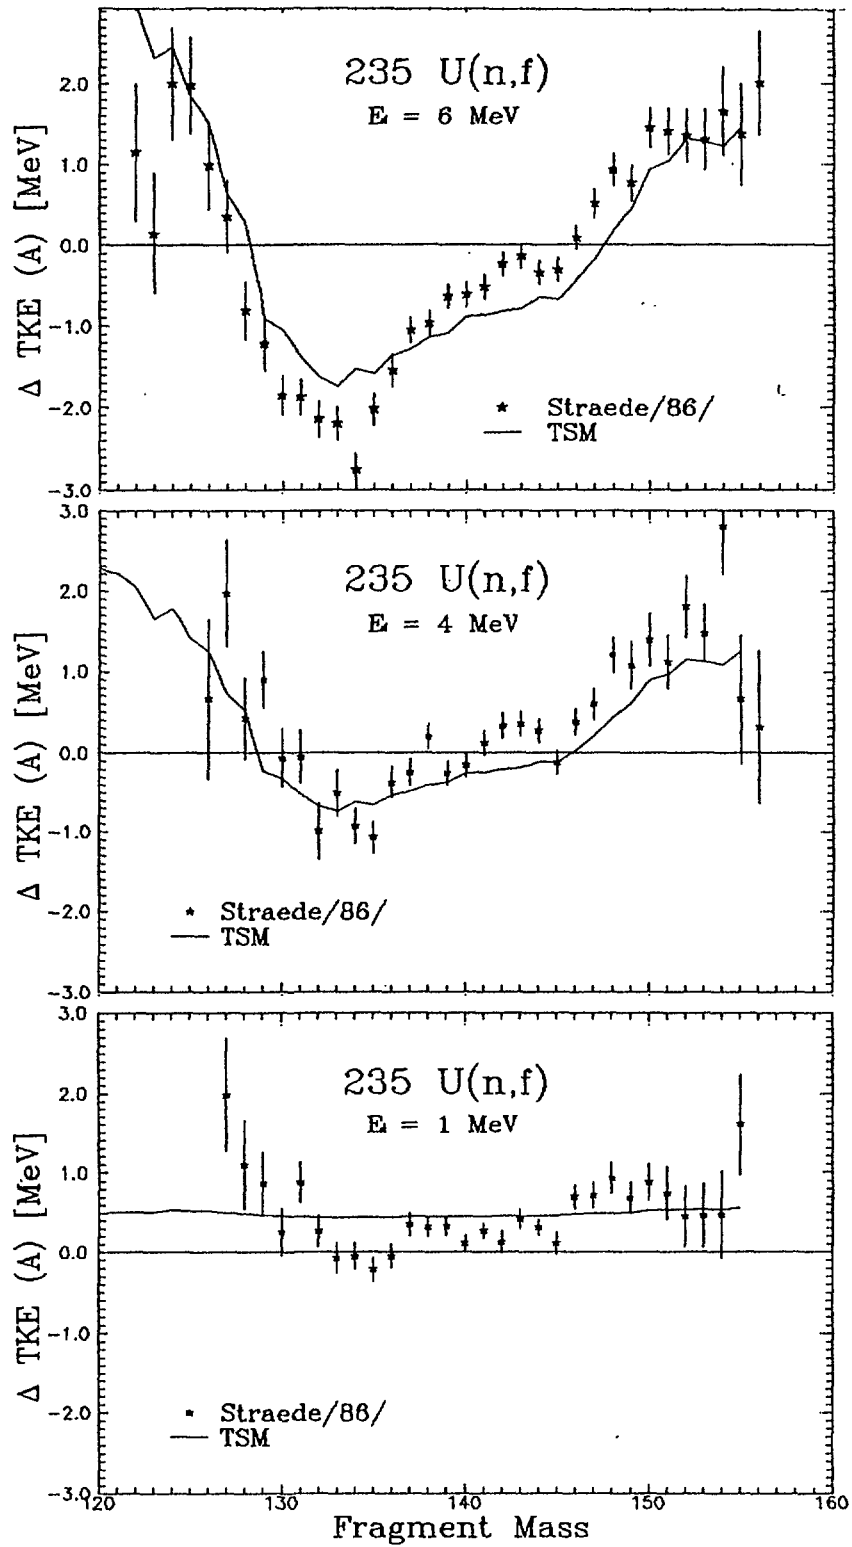 235 U(n,f)
E = 6 MeV
Δ TKE (A) [MeV]
2.0
1.0
0.0
-1.0
-2.0
-3.0
★ Straede/86/
— TSM
3.0
235 U(n,f)
E = 4 MeV
Δ TKE (A) [MeV]
2.0
1.0
0.0
-1.0
-2.0
-3.0
★ Straede/86/
— TSM
3.0
235 U(n,f)
E = 1 MeV
Δ TKE (A) [MeV]
2.0
1.0
0.0
-1.0
-2.0
-3.0
★ Straede/86/
— TSM
120 130 140 150 160
Fragment Mass